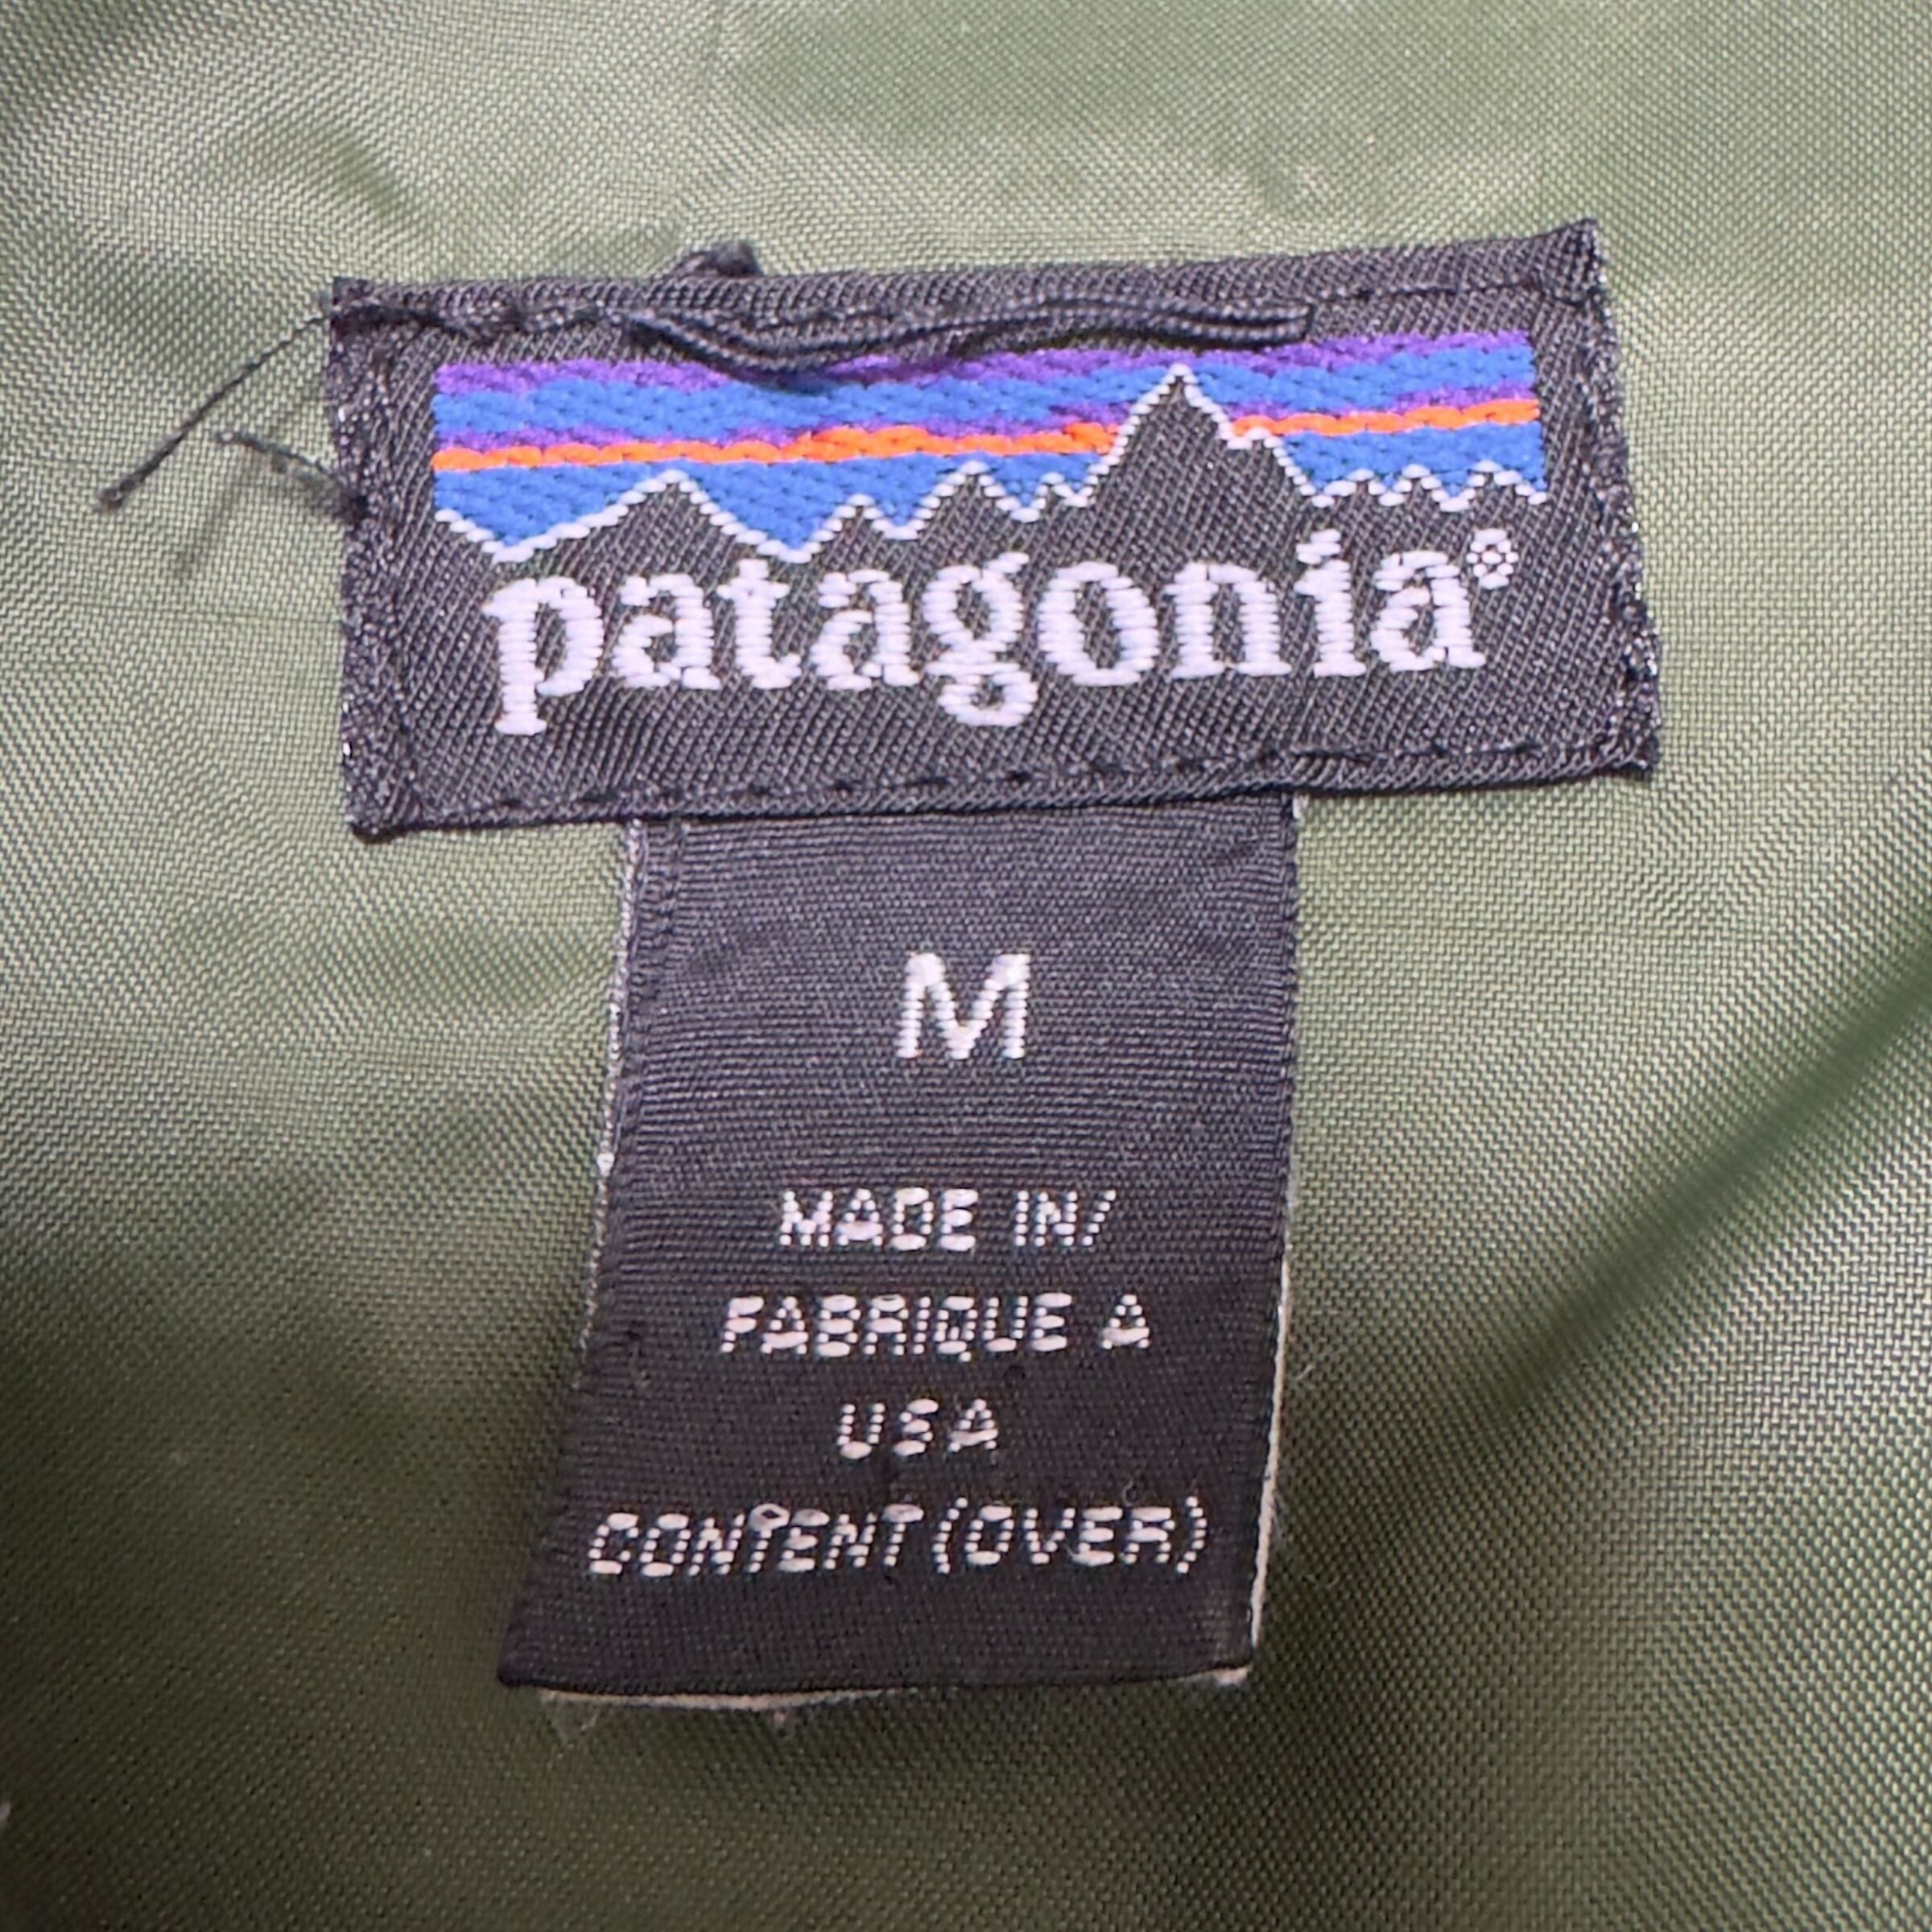 patagonia®
M
MADE IN/
FABRIQUE A
USA
CONTENT (OVER)